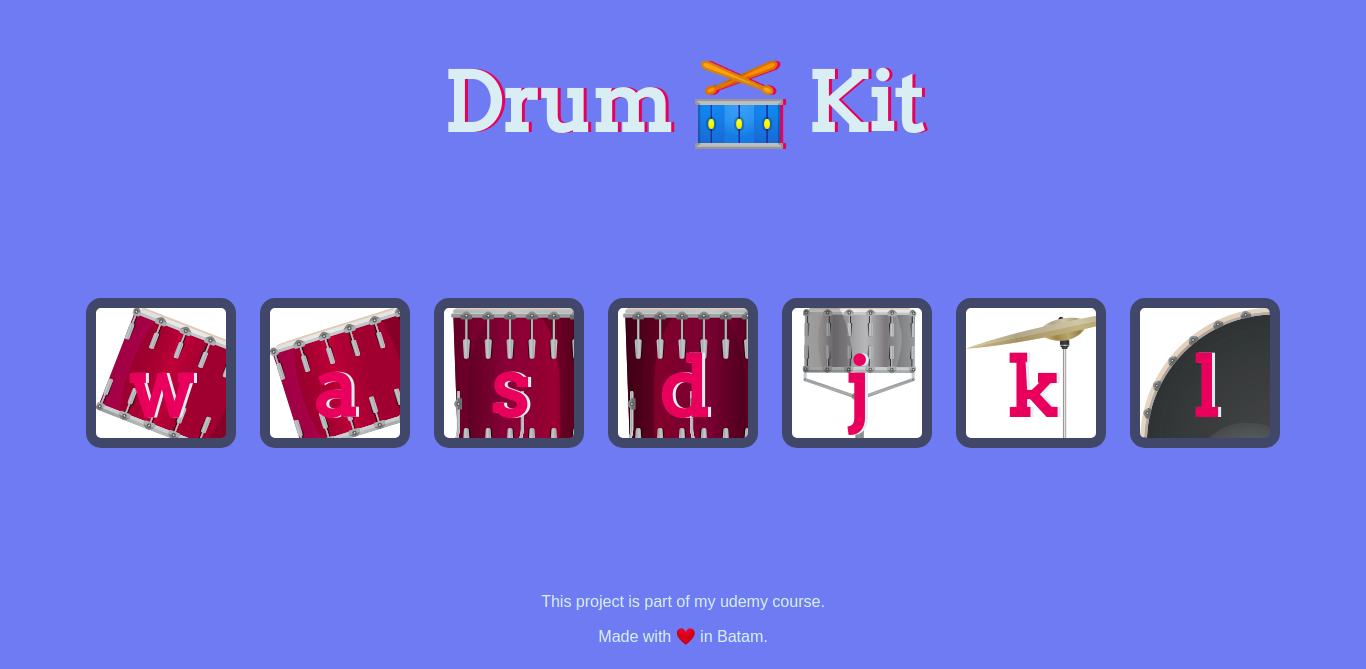 Drum 🥁 Kit
w a s d j k l
This project is part of my udemy course.
Made with ❤️ in Batam.